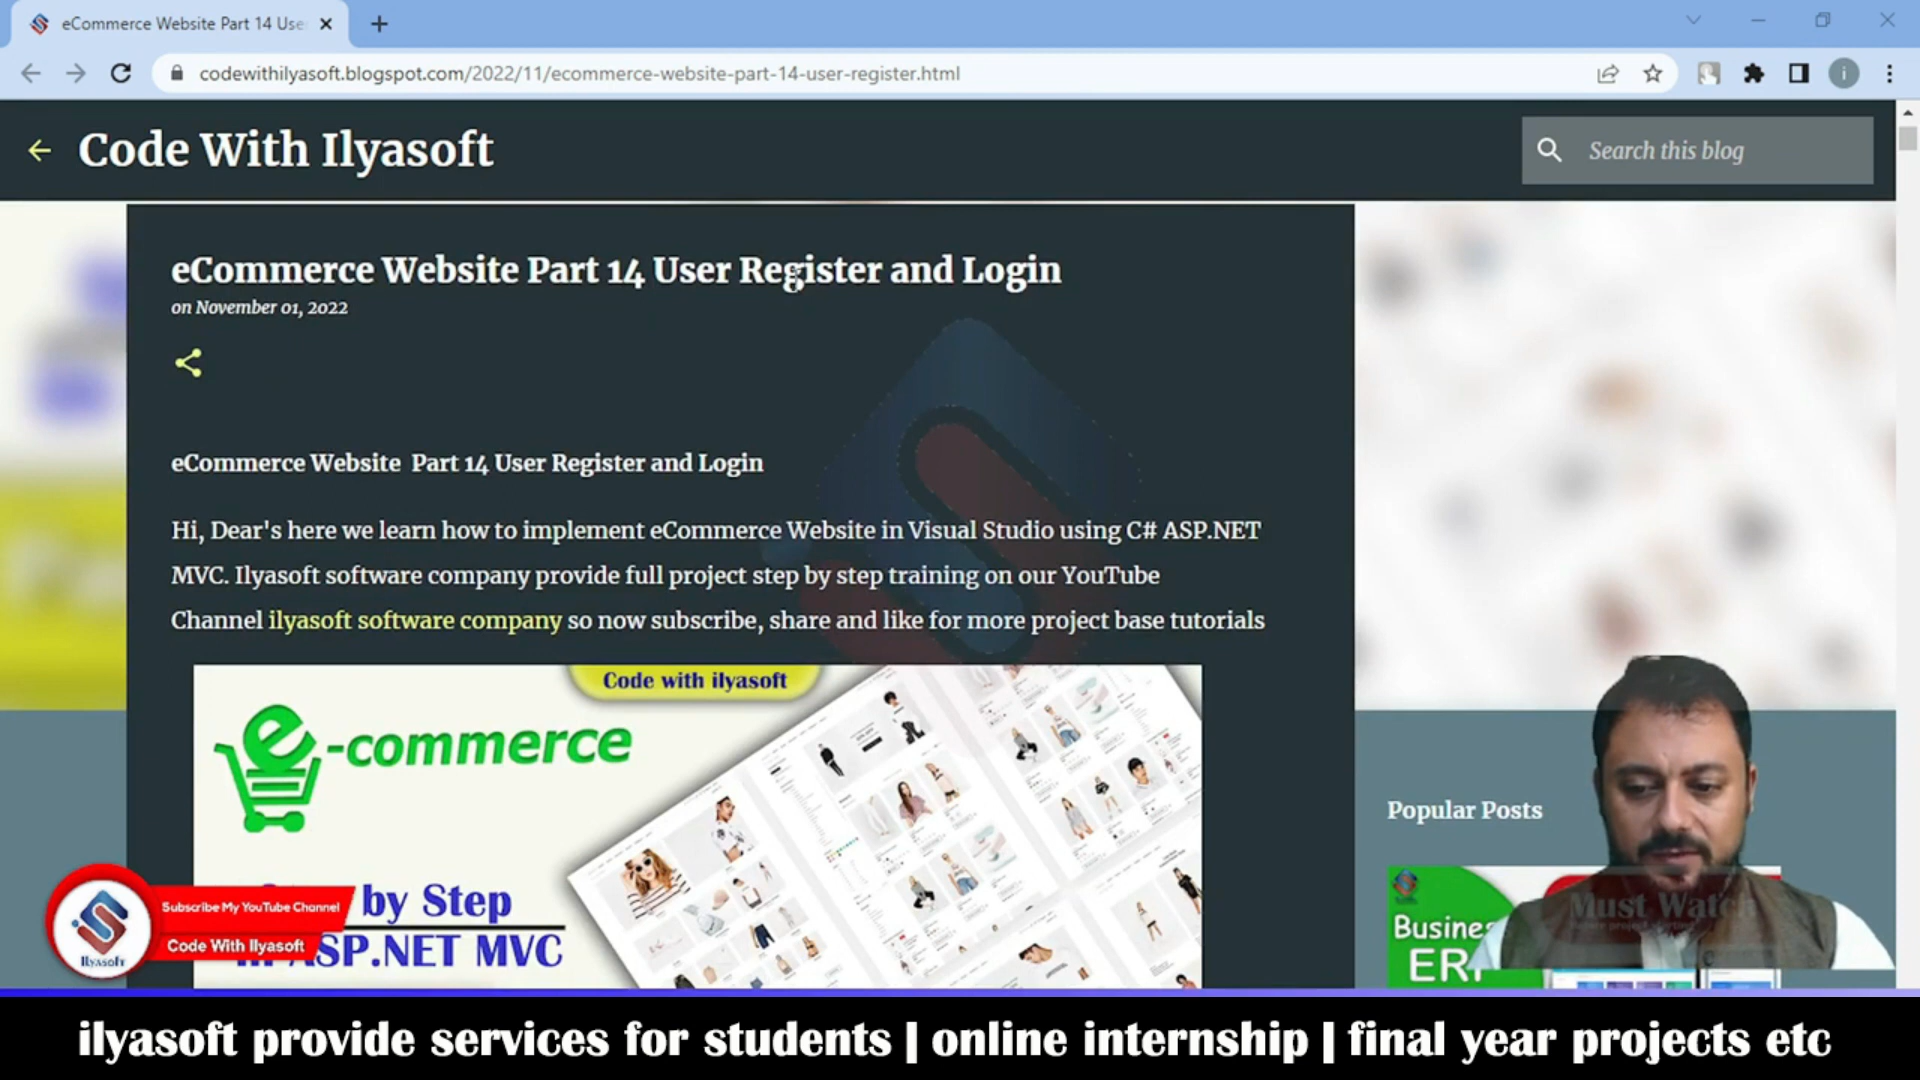 eCommerce Website Part 14 Use
codewithilyasoft.blogspot.com/2022/11/ecommerce-website-part-14-user-register.html
i
Code With Ilyasoft
Search this blog
eCommerce Website Part 14 User Register and Login
on November 01, 2022
eCommerce Website Part 14 User Register and Login
Hi, Dear's here we learn how to implement eCommerce Website in Visual Studio using C# ASP.NET
MVC. Ilyasoft software company provide full project step by step training on our YouTube
Channel ilyasoft software company so now subscribe, share and like for more project base tutorials
Code with ilyasoft
e-commerce
by Step
ASP.NET MVC
Subscribe My YouTube Channel
Code With Ilyasoft
Ilyasoft
Popular Posts
Must Watch
Busines
ER
ilyasoft provide services for students | online internship | final year projects etc